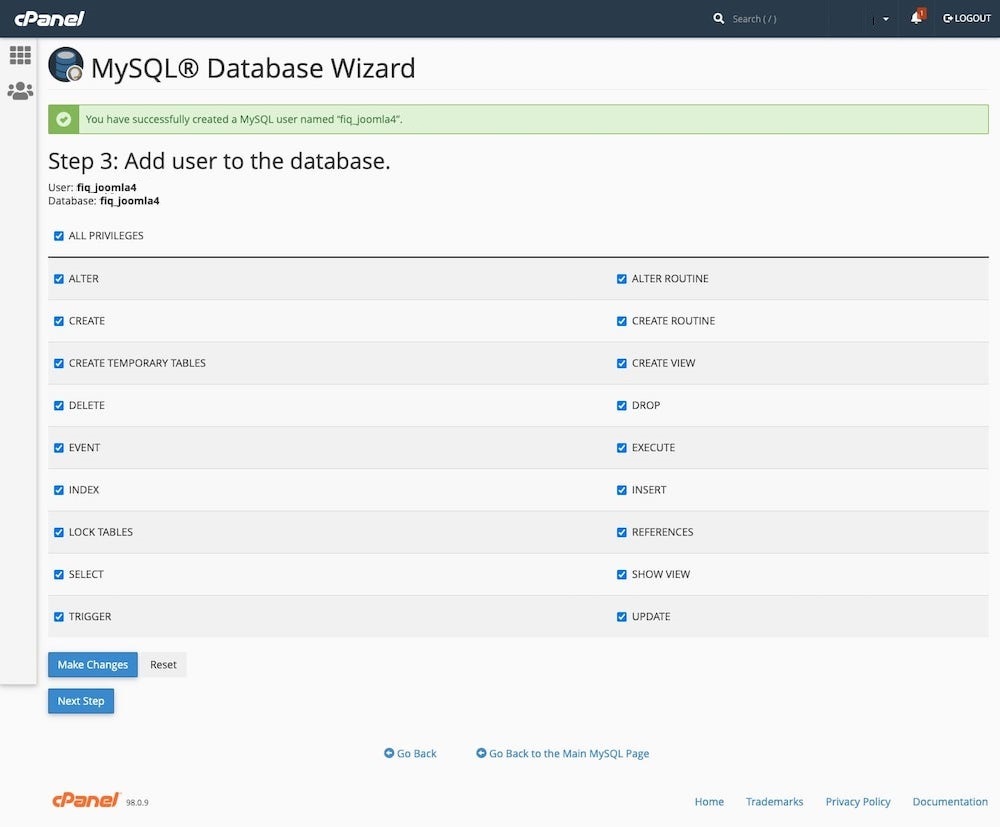 cPanel Search ( / ) 1 LOGOUT
MySQL® Database Wizard
You have successfully created a MySQL user named “fiq_joomla4”.
Step 3: Add user to the database.
User: fiq_joomla4
Database: fiq_joomla4
ALL PRIVILEGES
ALTER ALTER ROUTINE
CREATE CREATE ROUTINE
CREATE TEMPORARY TABLES CREATE VIEW
DELETE DROP
EVENT EXECUTE
INDEX INSERT
LOCK TABLES REFERENCES
SELECT SHOW VIEW
TRIGGER UPDATE
Make Changes Reset
Next Step
Go Back Go Back to the Main MySQL Page
cPanel 98.0.9 Home Trademarks Privacy Policy Documentation